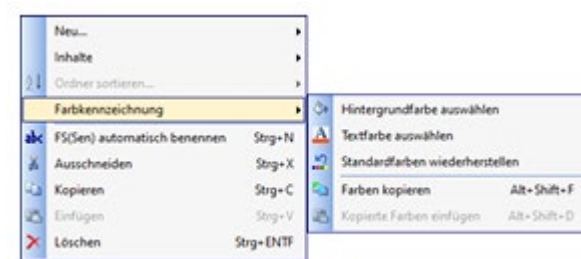 Neu...
Inhalte
Ordner sortieren...
Farbkennzeichnung
abc FS(Sen) automatisch benennen Strg+N
Ausschneiden Strg+X
Kopieren Strg+C
Einfügen Strg+V
Löschen Strg+ENTF
Hintergrundfarbe auswählen
Textfarbe auswählen
Standardfarben wiederherstellen
Farben kopieren Alt+Shift+F
Kopierte Farben einfügen Alt+Shift+D